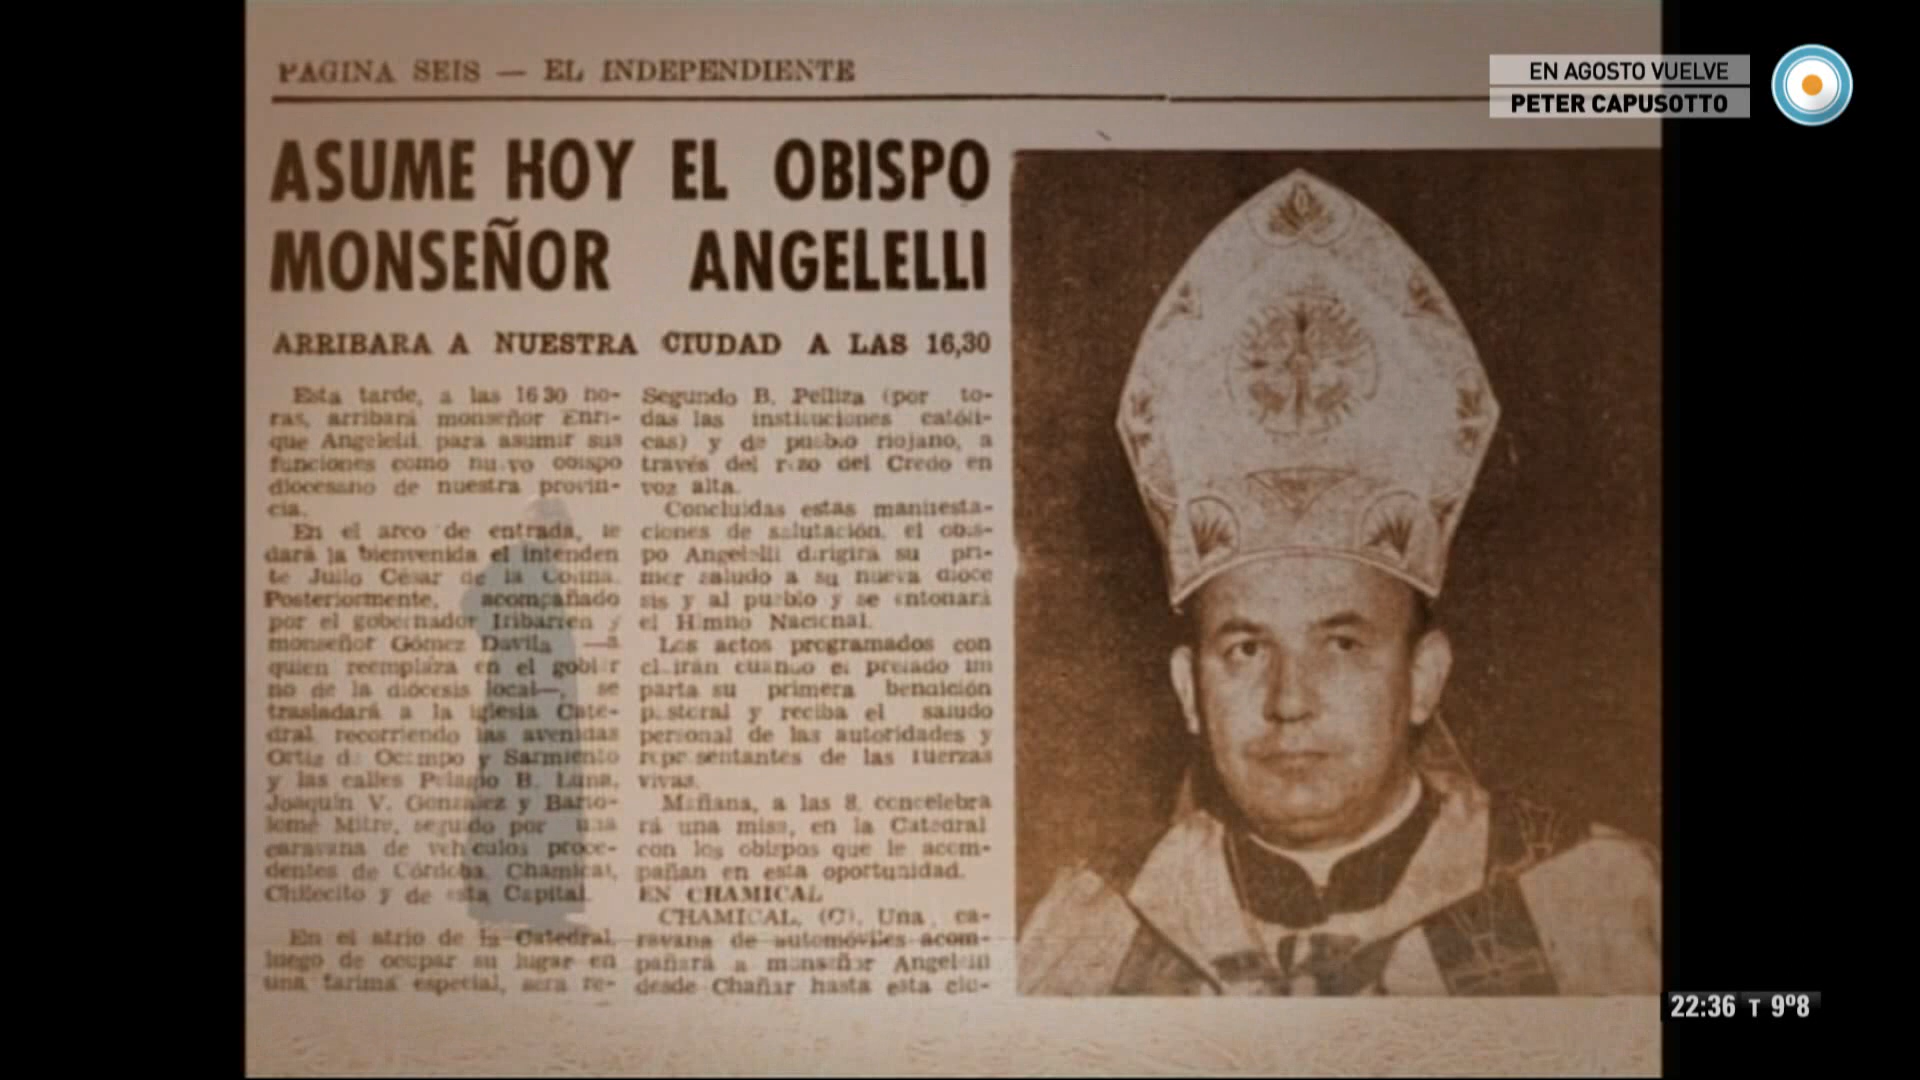 PAGINA SEIS — EL INDEPENDIENTE
EN AGOSTO VUELVE
PETER CAPUSOTTO
ASUME HOY EL OBISPO
MONSEÑOR ANGELELLI
ARRIBARA A NUESTRA CIUDAD A LAS 16,30
Esta tarde, a las 16 30 ho-
ras, arribará monseñor Enri-
que Angelelli para asumir sus
funciones como nuevo obispo
diocesano de nuestra provin-
cia.
En el arco de entrada, le
dará la bienvenida el intenden
te Julio César de la Colina.
Posteriormente, acompañado
por el gobernador Iribarren y
monseñor Gómez Dávila —a
quien reemplaza en el gobier
no de la diócesis local—, se
trasladará a la iglesia Cate-
dral, recorriendo las avenidas
Ortiz de Ocampo y Sarmiento
y las calles Pelagio B. Luna,
Joaquín V. González y Barto-
lomé Mitre, seguido por una
caravana de vehículos proce-
dentes de Córdoba, Chamical,
Chilecito y de esta Capital.
En el atrio de la Catedral,
luego de ocupar su lugar en
una tarima especial, será re-
Segundo B. Pelliza (por to-
das las instituciones católi-
cas) y de pueblo riojano, a
través del rezo del Credo en
voz alta.
Concluidas estas manifesta-
ciones de salutación, el obis-
po Angelelli dirigirá su pri-
mer saludo a su nueva dióce
sis y al pueblo y se entonará
el Himno Nacional.
Los actos programados con
cluirán cuando el prelado im
parta su primera bendición
pastoral y reciba el saludo
personal de las autoridades y
representantes de las fuerzas
vivas.
Mañana, a las 8, concelebra
rá una misa, en la Catedral
con los obispos que le acom-
pañan en esta oportunidad.
EN CHAMICAL
CHAMICAL, (C). Una ca-
ravana de automóviles acom-
pañará a monseñor Angelelli
desde Chañar hasta esta ciu-
22:36 T 9º8